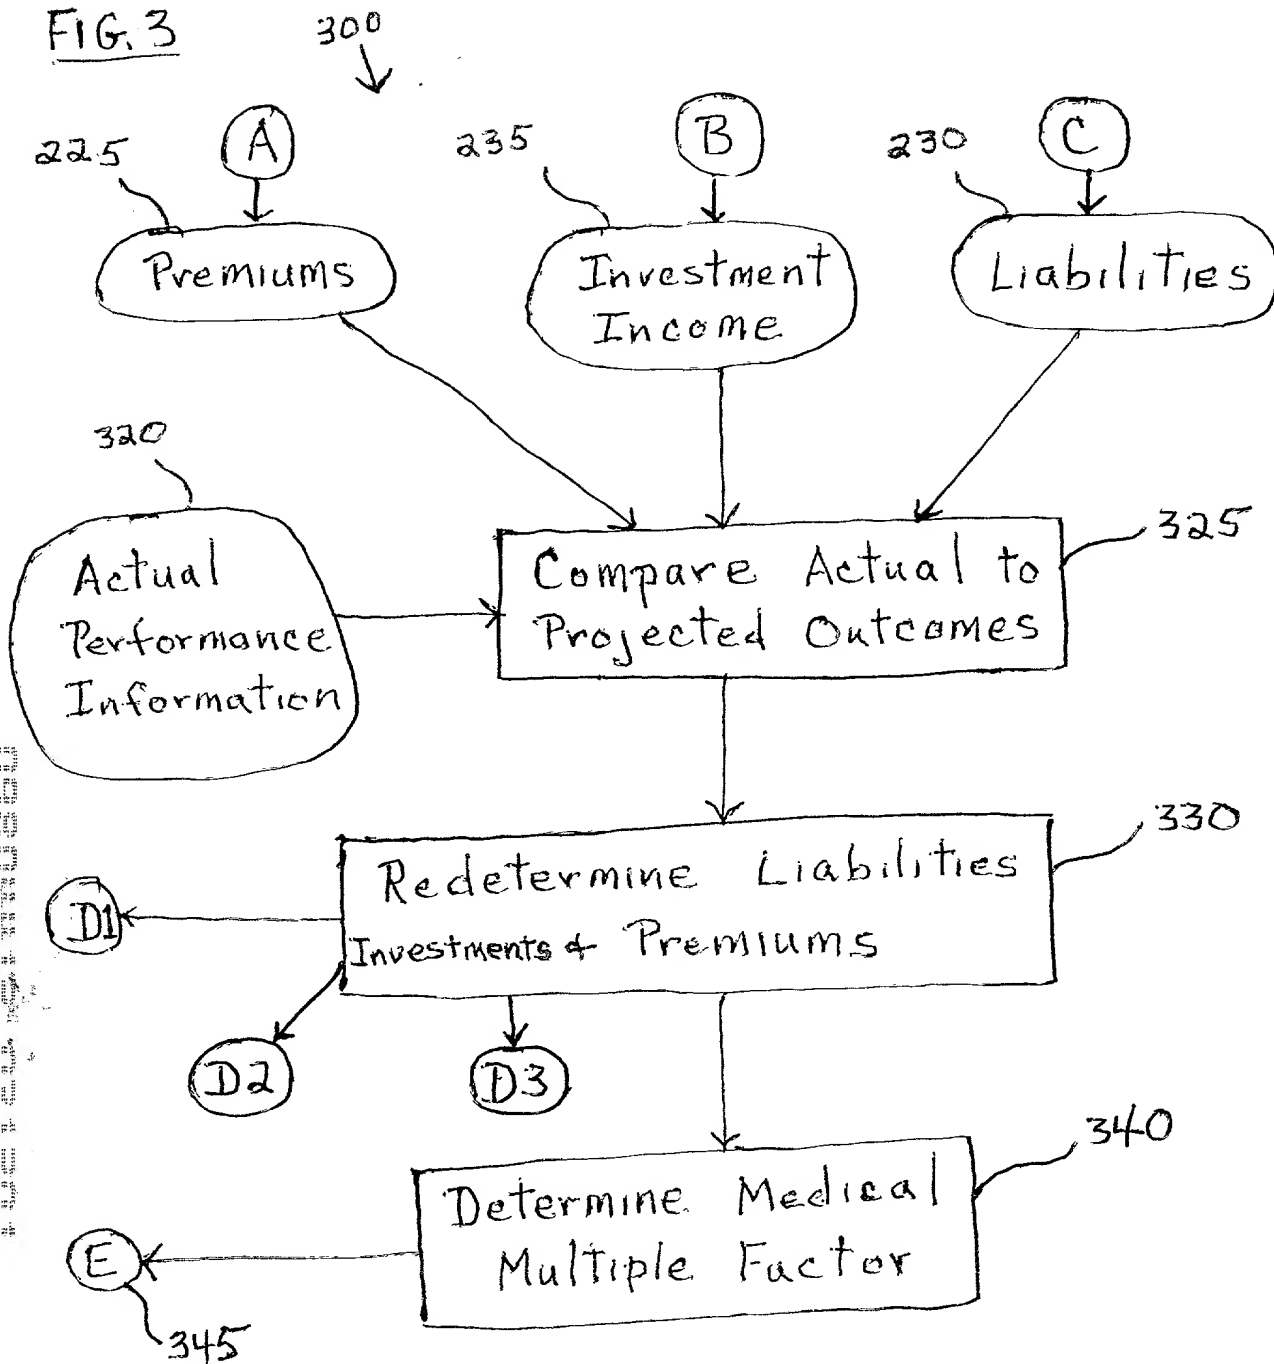 FIG. 3
300
225
A
235
B
230
C
Premiums
Investment
Income
Liabilities
320
Actual
Performance
Information
325
Compare Actual to
Projected Outcomes
330
Redetermine Liabilities
Investments & Premiums
D1
D2
D3
340
Determine Medical
Multiple Factor
E
345